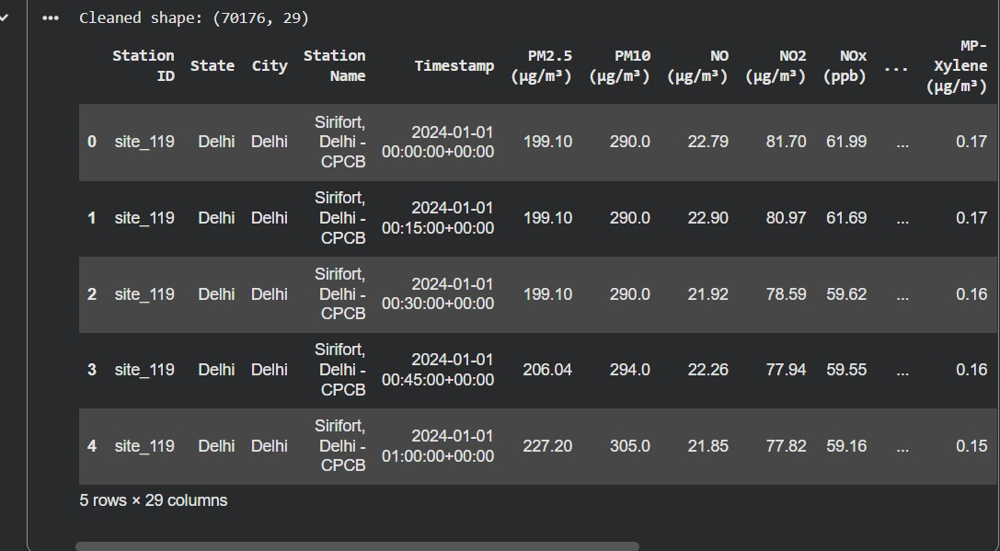 Cleaned shape: (70176, 29)
Station ID State City Station Name Timestamp PM2.5 (µg/m³) PM10 (µg/m³) NO (µg/m³) NO2 (µg/m³) NOx (ppb) ... MP-Xylene (µg/m³)
0 site_119 Delhi Delhi Sirifort, Delhi - CPCB 2024-01-01 00:00:00+00:00 199.10 290.0 22.79 81.70 61.99 ... 0.17
1 site_119 Delhi Delhi Sirifort, Delhi - CPCB 2024-01-01 00:15:00+00:00 199.10 290.0 22.90 80.97 61.69 ... 0.17
2 site_119 Delhi Delhi Sirifort, Delhi - CPCB 2024-01-01 00:30:00+00:00 199.10 290.0 21.92 78.59 59.62 ... 0.16
3 site_119 Delhi Delhi Sirifort, Delhi - CPCB 2024-01-01 00:45:00+00:00 206.04 294.0 22.26 77.94 59.55 ... 0.16
4 site_119 Delhi Delhi Sirifort, Delhi - CPCB 2024-01-01 01:00:00+00:00 227.20 305.0 21.85 77.82 59.16 ... 0.15
5 rows × 29 columns